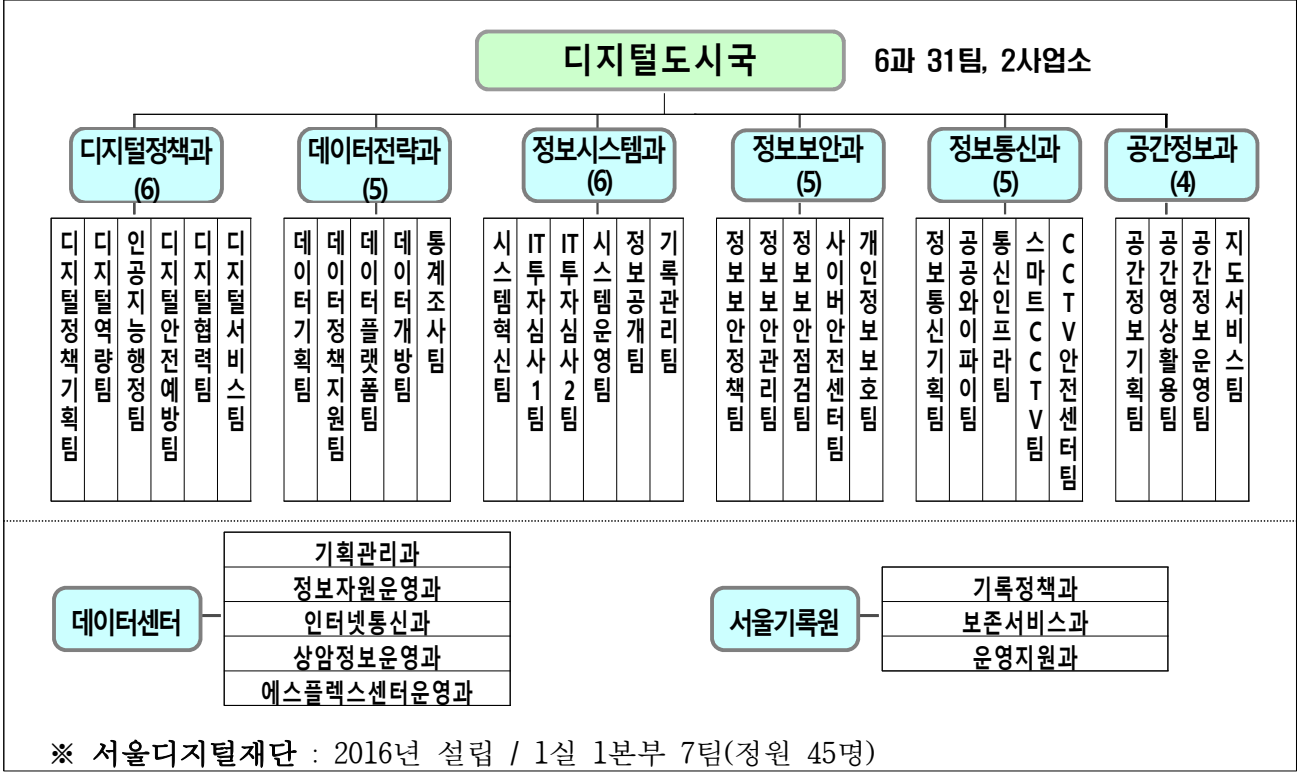 디지털도시국
6과 31팀, 2사업소
디지털정책과
(6)
데이터전략과
(5)
정보시스템과
(6)
정보보안과
(5)
정보통신과
(5)
공간정보과
(4)
디지털정책기획팀
디지털역량팀
인공지능행정팀
디지털안전예방팀
디지털협력팀
디지털서비스팀
데이터기획팀
데이터정책지원팀
데이터플랫폼팀
데이터개방팀
통계조사팀
시스템혁신팀
IT투자심사1팀
IT투자심사2팀
시스템운영팀
정보공개팀
기록관리팀
정보보안정책팀
정보보안관리팀
정보보안점검팀
사이버안전센터팀
개인정보보호팀
정보통신기획팀
공공와이파이팀
통신인프라팀
스마트CCTV팀
CCTV안전센터팀
공간정보기획팀
공간영상활용팀
공간정보운영팀
지도서비스팀
데이터센터
기획관리과
정보자원운영과
인터넷통신과
상암정보운영과
에스플렉스센터운영과
서울기록원
기록정책과
보존서비스과
운영지원과
※ 서울디지털재단 : 2016년 설립 / 1실 1본부 7팀(정원 45명)